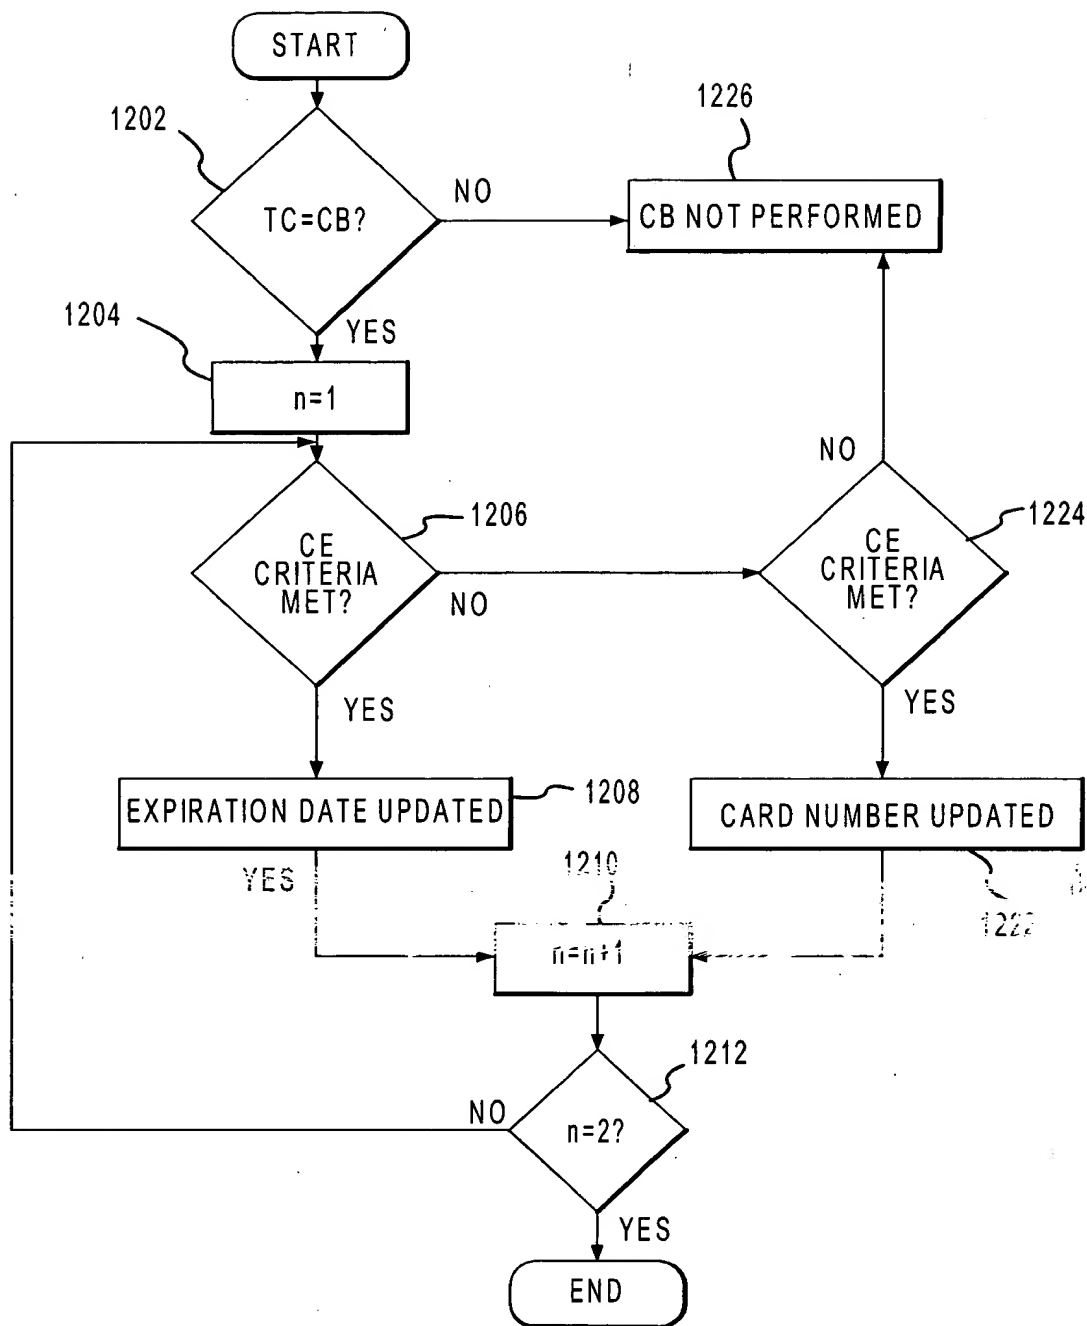 START
1202
1226
TC=CB?
NO
CB NOT PERFORMED
1204
YES
n=1
NO
1206
1224
CE
CRITERIA
MET?
NO
CE
CRITERIA
MET?
YES
YES
EXPIRATION DATE UPDATED
1208
CARD NUMBER UPDATED
YES
1210
1222
n=n+1
1212
NO
n=2?
YES
END